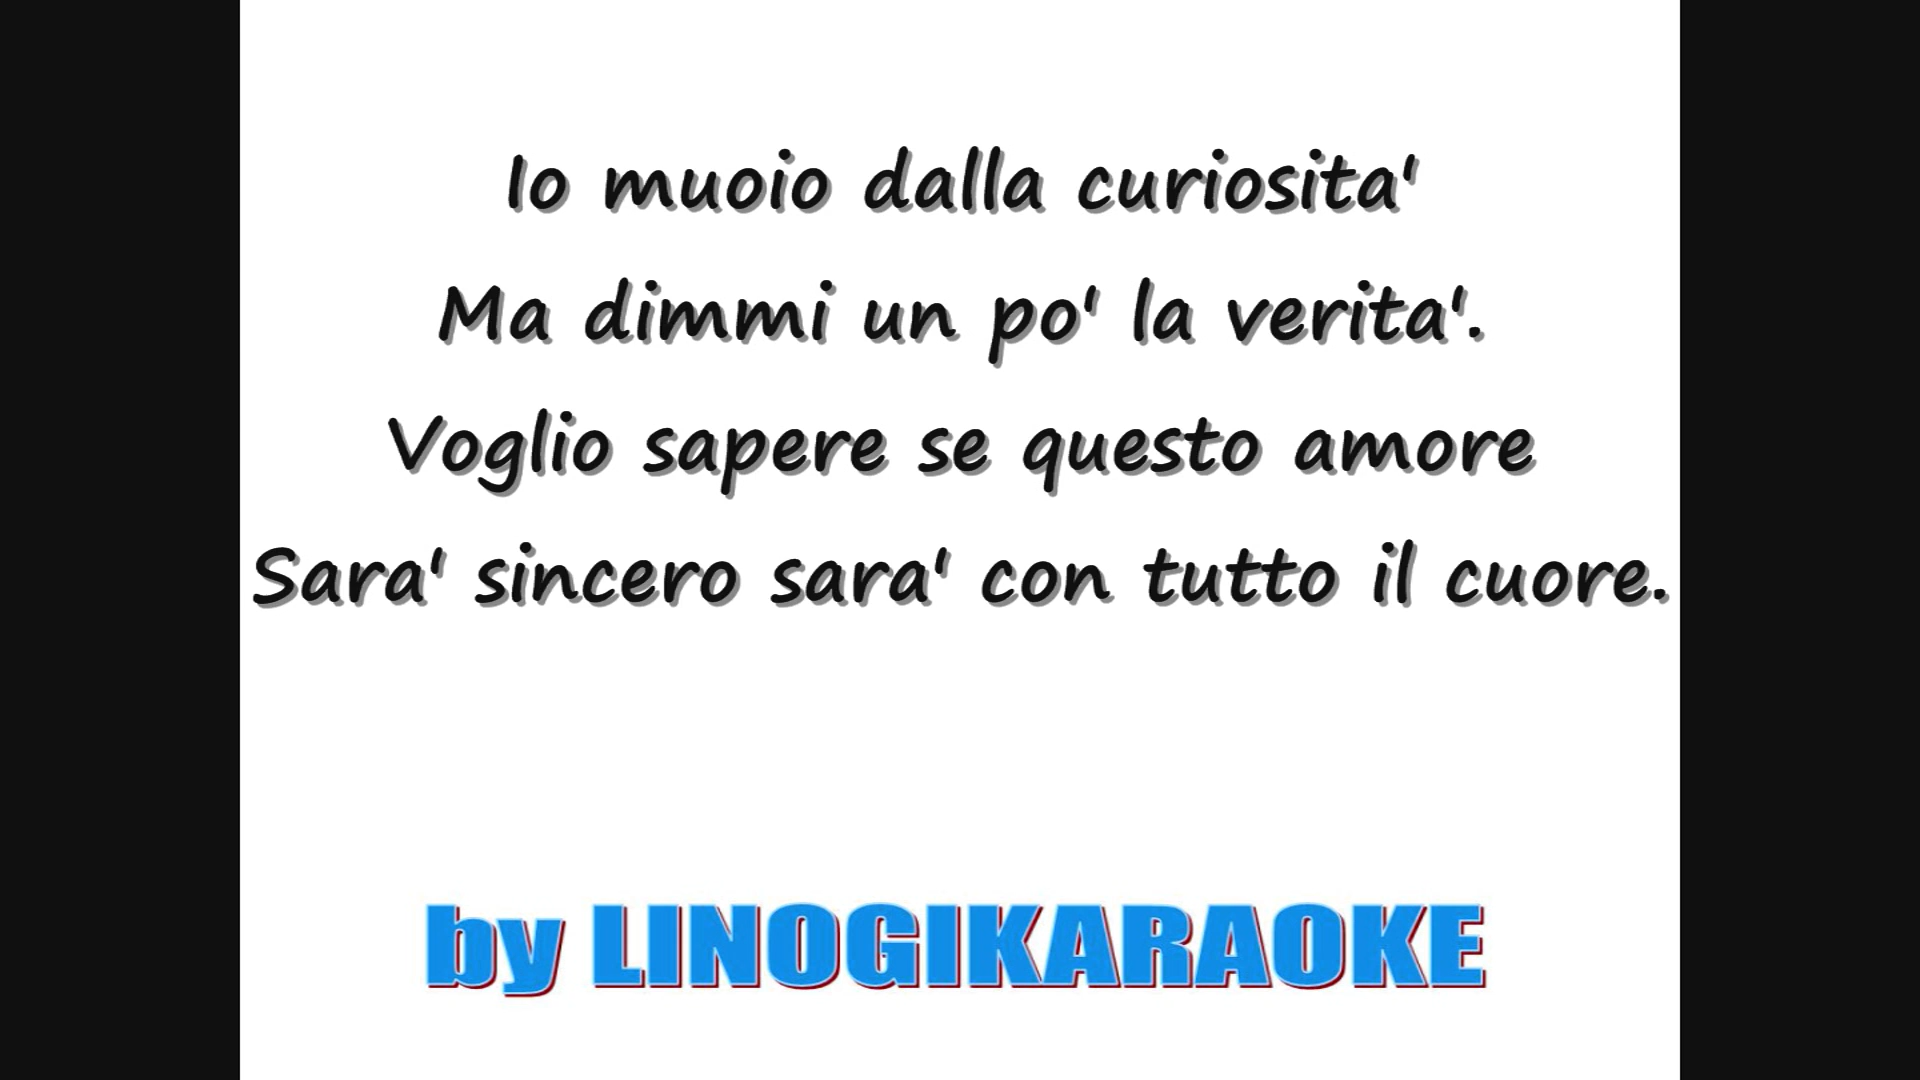 Io muoio dalla curiosita'
Ma dimmi un po' la verita'.
Voglio sapere se questo amore
Sara' sincero sara' con tutto il cuore.
by LINOGIKARAOKE